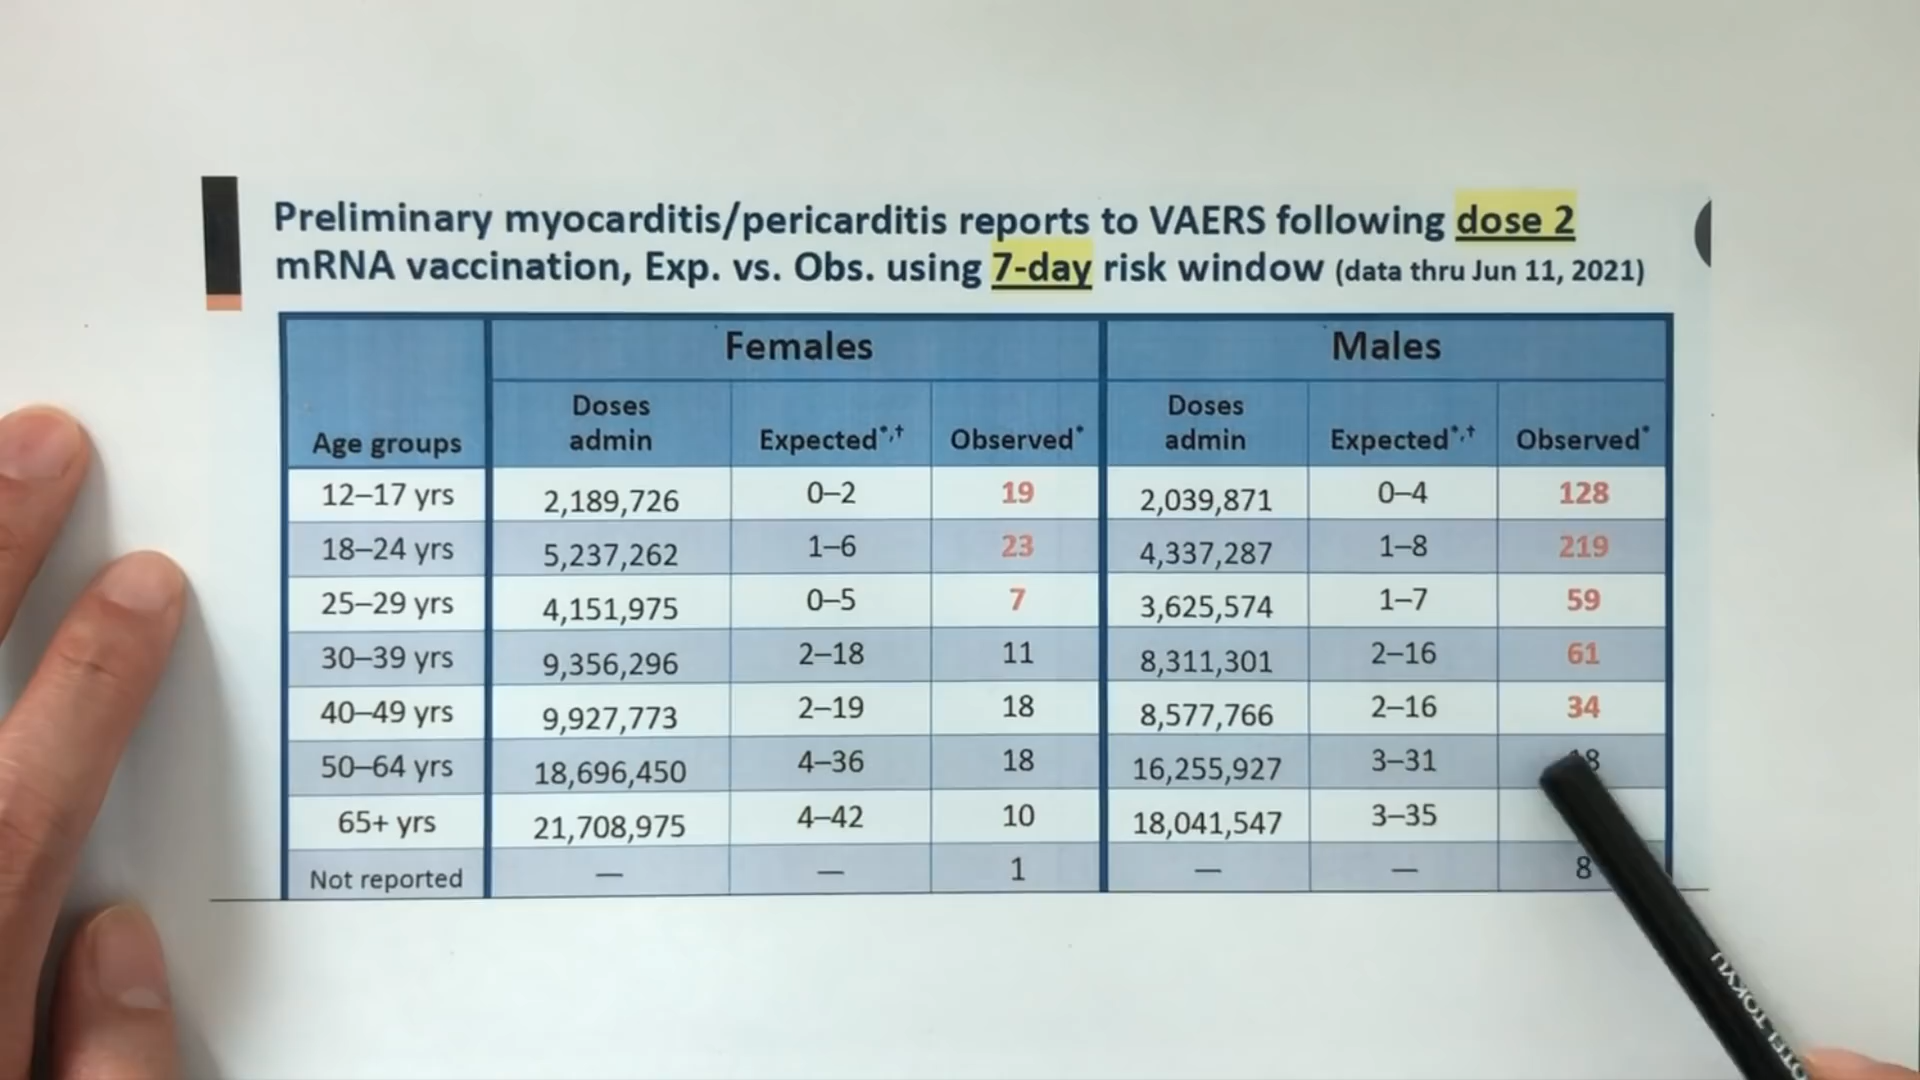 Preliminary myocarditis/pericarditis reports to VAERS following dose 2
mRNA vaccination, Exp. vs. Obs. using 7-day risk window (data thru Jun 11, 2021)
Females Males
Age groups Doses admin Expected*,† Observed* Doses admin Expected*,† Observed*
12–17 yrs 2,189,726 0–2 19 2,039,871 0–4 128
18–24 yrs 5,237,262 1–6 23 4,337,287 1–8 219
25–29 yrs 4,151,975 0–5 7 3,625,574 1–7 59
30–39 yrs 9,356,296 2–18 11 8,311,301 2–16 61
40–49 yrs 9,927,773 2–19 18 8,577,766 2–16 34
50–64 yrs 18,696,450 4–36 18 16,255,927 3–31
65+ yrs 21,708,975 4–42 10 18,041,547 3–35
Not reported — — 1 — — 8
TOKYU